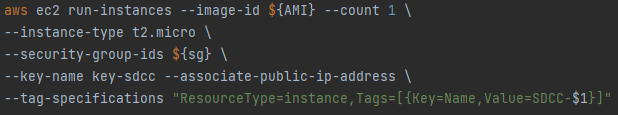 aws ec2 run-instances --image-id ${AMI} --count 1 \
--instance-type t2.micro \
--security-group-ids ${sg} \
--key-name key-sdcc --associate-public-ip-address \
--tag-specifications "ResourceType=instance,Tags=[{Key=Name,Value=SDCC-$1}]"